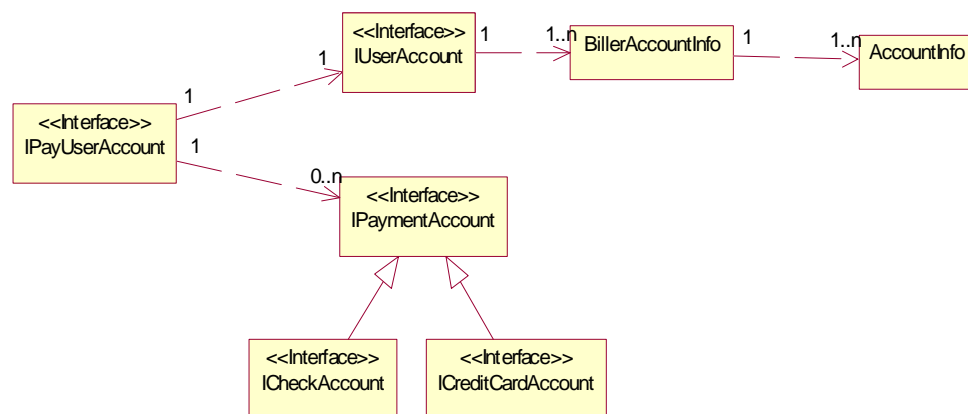 <<Interface>>
IUserAccount
1
1..n
BillerAccountInfo
1
1..n
AccountInfo
1
1
<<Interface>>
IPayUserAccount
1
0..n
<<Interface>>
IPaymentAccount
<<Interface>>
ICheckAccount
<<Interface>>
ICreditCardAccount